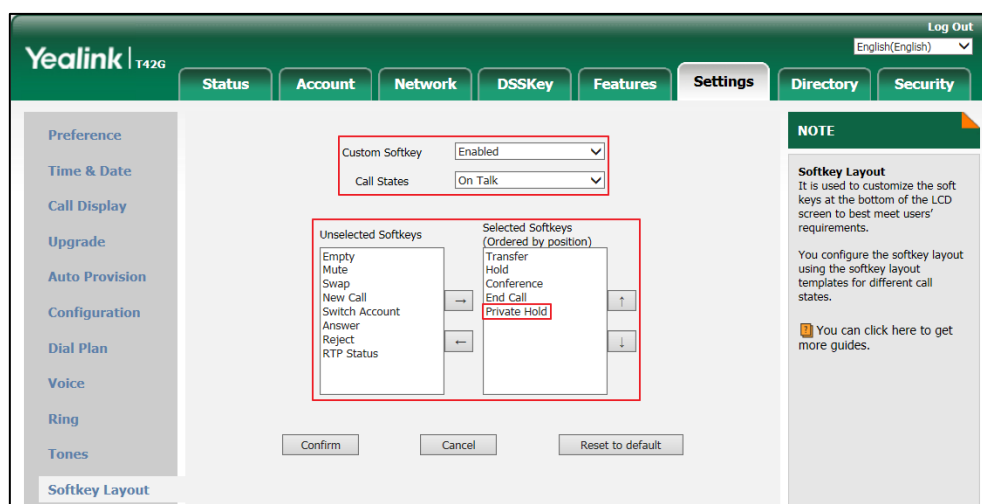 Log Out
Yealink T42G
English(English)
Status Account Network DSSKey Features Settings Directory Security
Preference
Time & Date
Call Display
Upgrade
Auto Provision
Configuration
Dial Plan
Voice
Ring
Tones
Softkey Layout
Custom Softkey Enabled
Call States On Talk
Unselected Softkeys
Empty
Mute
Swap
New Call
Switch Account
Answer
Reject
RTP Status
→
←
Selected Softkeys
(Ordered by position)
Transfer
Hold
Conference
End Call
Private Hold
↑
↓
Confirm Cancel Reset to default
NOTE
Softkey Layout
It is used to customize the soft
keys at the bottom of the LCD
screen to best meet users'
requirements.
You configure the softkey layout
using the softkey layout
templates for different call
states.
You can click here to get
more guides.